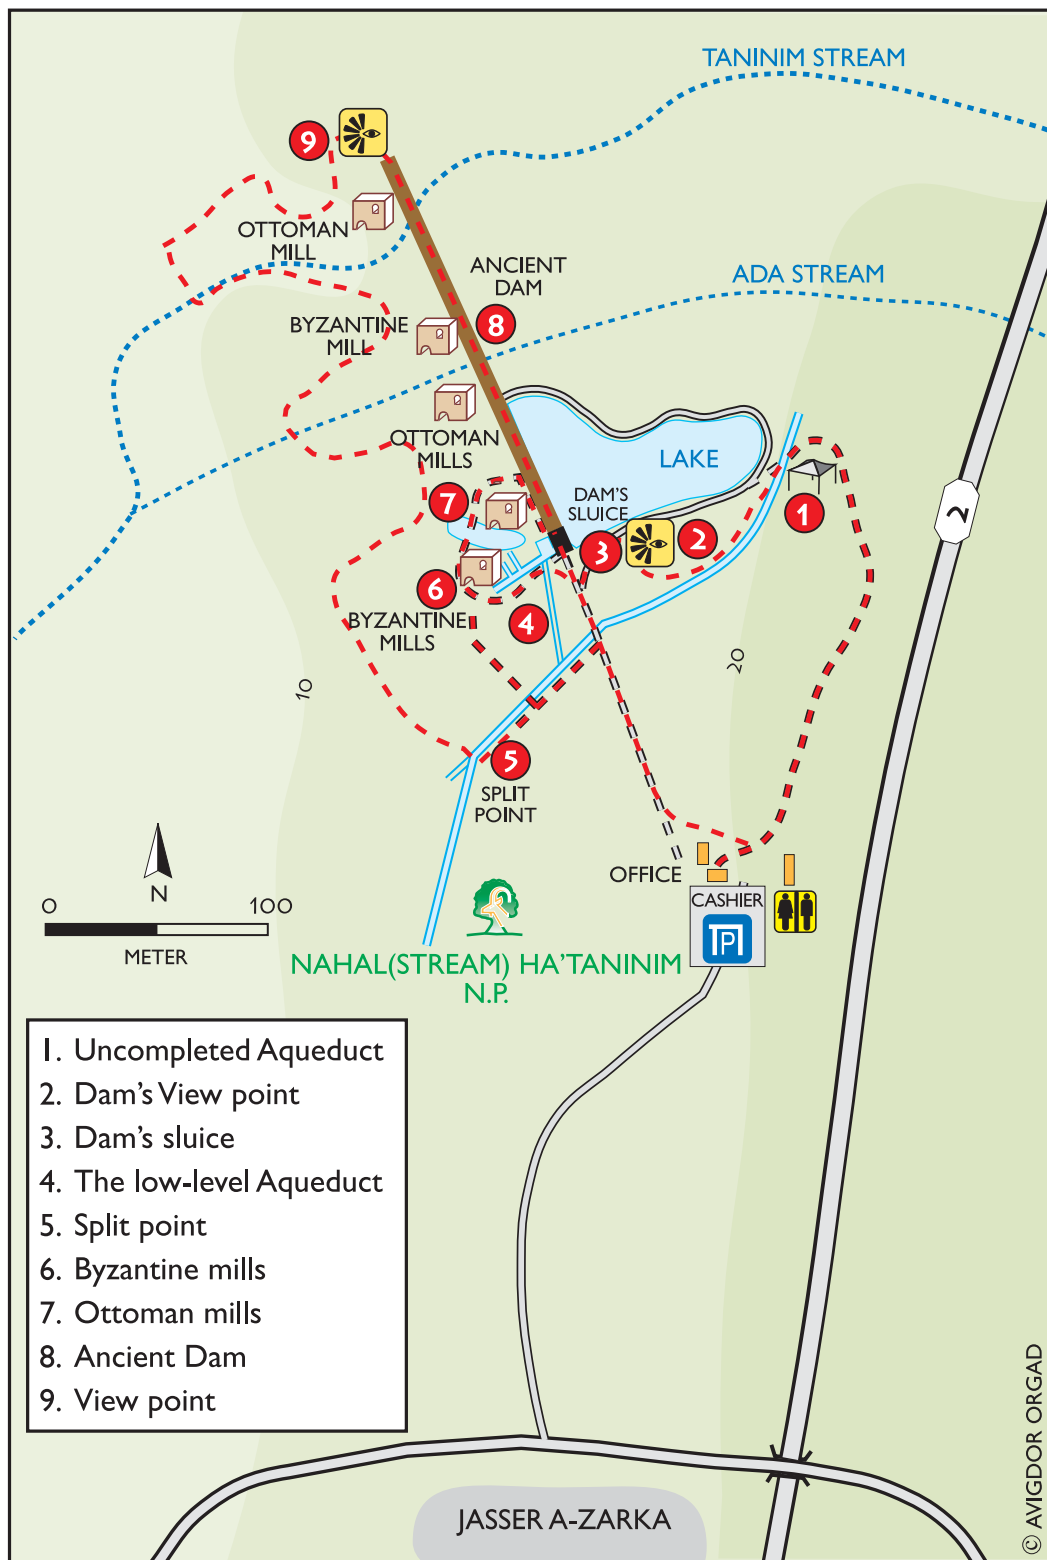 TANINIM STREAM
9
OTTOMAN
MILL
ANCIENT
DAM
ADA STREAM
8
BYZANTINE
MILL
OTTOMAN
MILLS
LAKE
7
DAM'S
SLUICE
1
2
2
3
6
4
BYZANTINE
MILLS
10
20
5
SPLIT
POINT
N
0 100
METER
OFFICE
CASHIER
P
NAHAL(STREAM) HA'TANINIM
N.P.
1. Uncompleted Aqueduct
2. Dam's View point
3. Dam's sluice
4. The low-level Aqueduct
5. Split point
6. Byzantine mills
7. Ottoman mills
8. Ancient Dam
9. View point
JASSER A-ZARKA
© AVIGDOR ORGAD